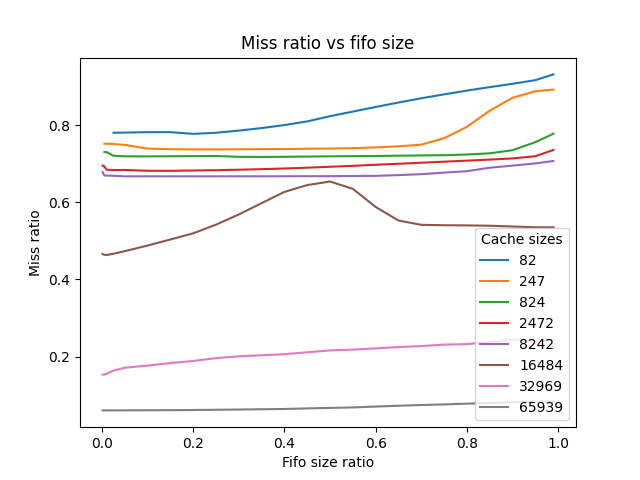 Miss ratio vs fifo size
Miss ratio
0.8
0.6
0.4
0.2
0.0 0.2 0.4 0.6 0.8 1.0
Fifo size ratio
Cache sizes
82
247
824
2472
8242
16484
32969
65939